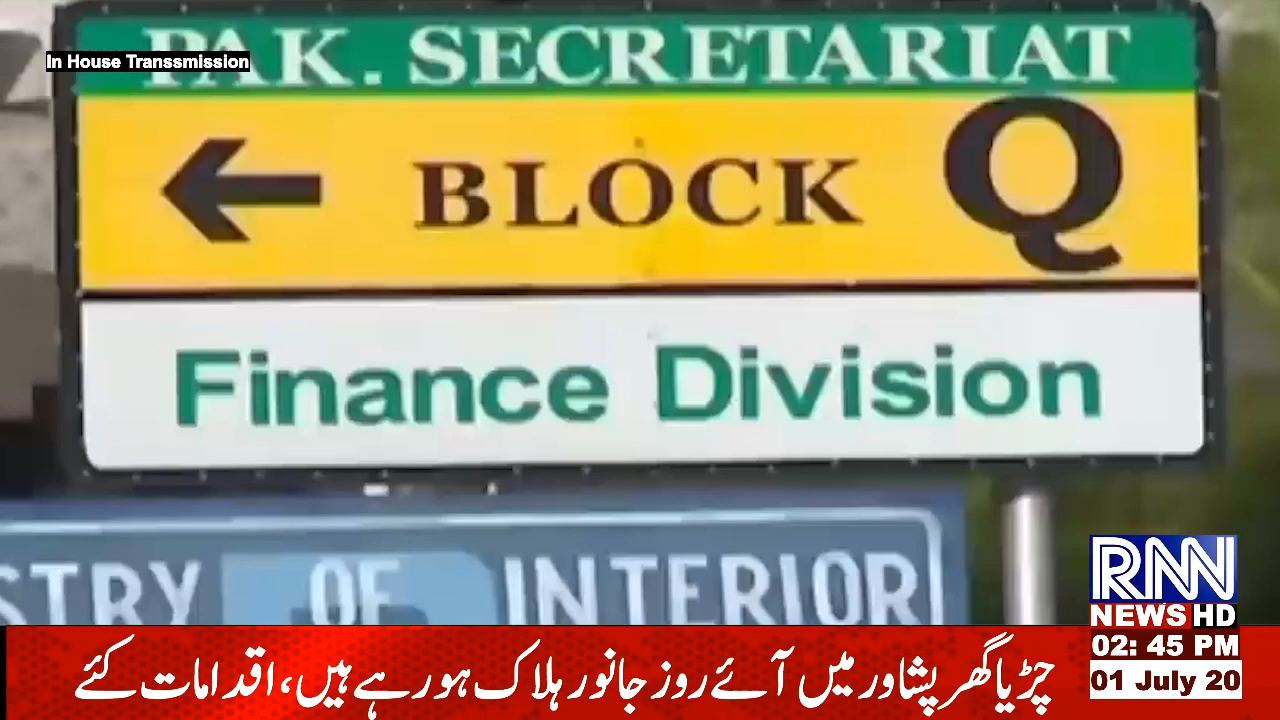 In House Transsmission
PAK. SECRETARIAT
← BLOCK Q
Finance Division
STRY OF INTERIOR
RNN
NEWS HD
02: 45 PM
01 July 20
چڑیا گھر پشاور میں آئے روز جانور ہلاک ہو رہے ہیں، اقدامات کئے